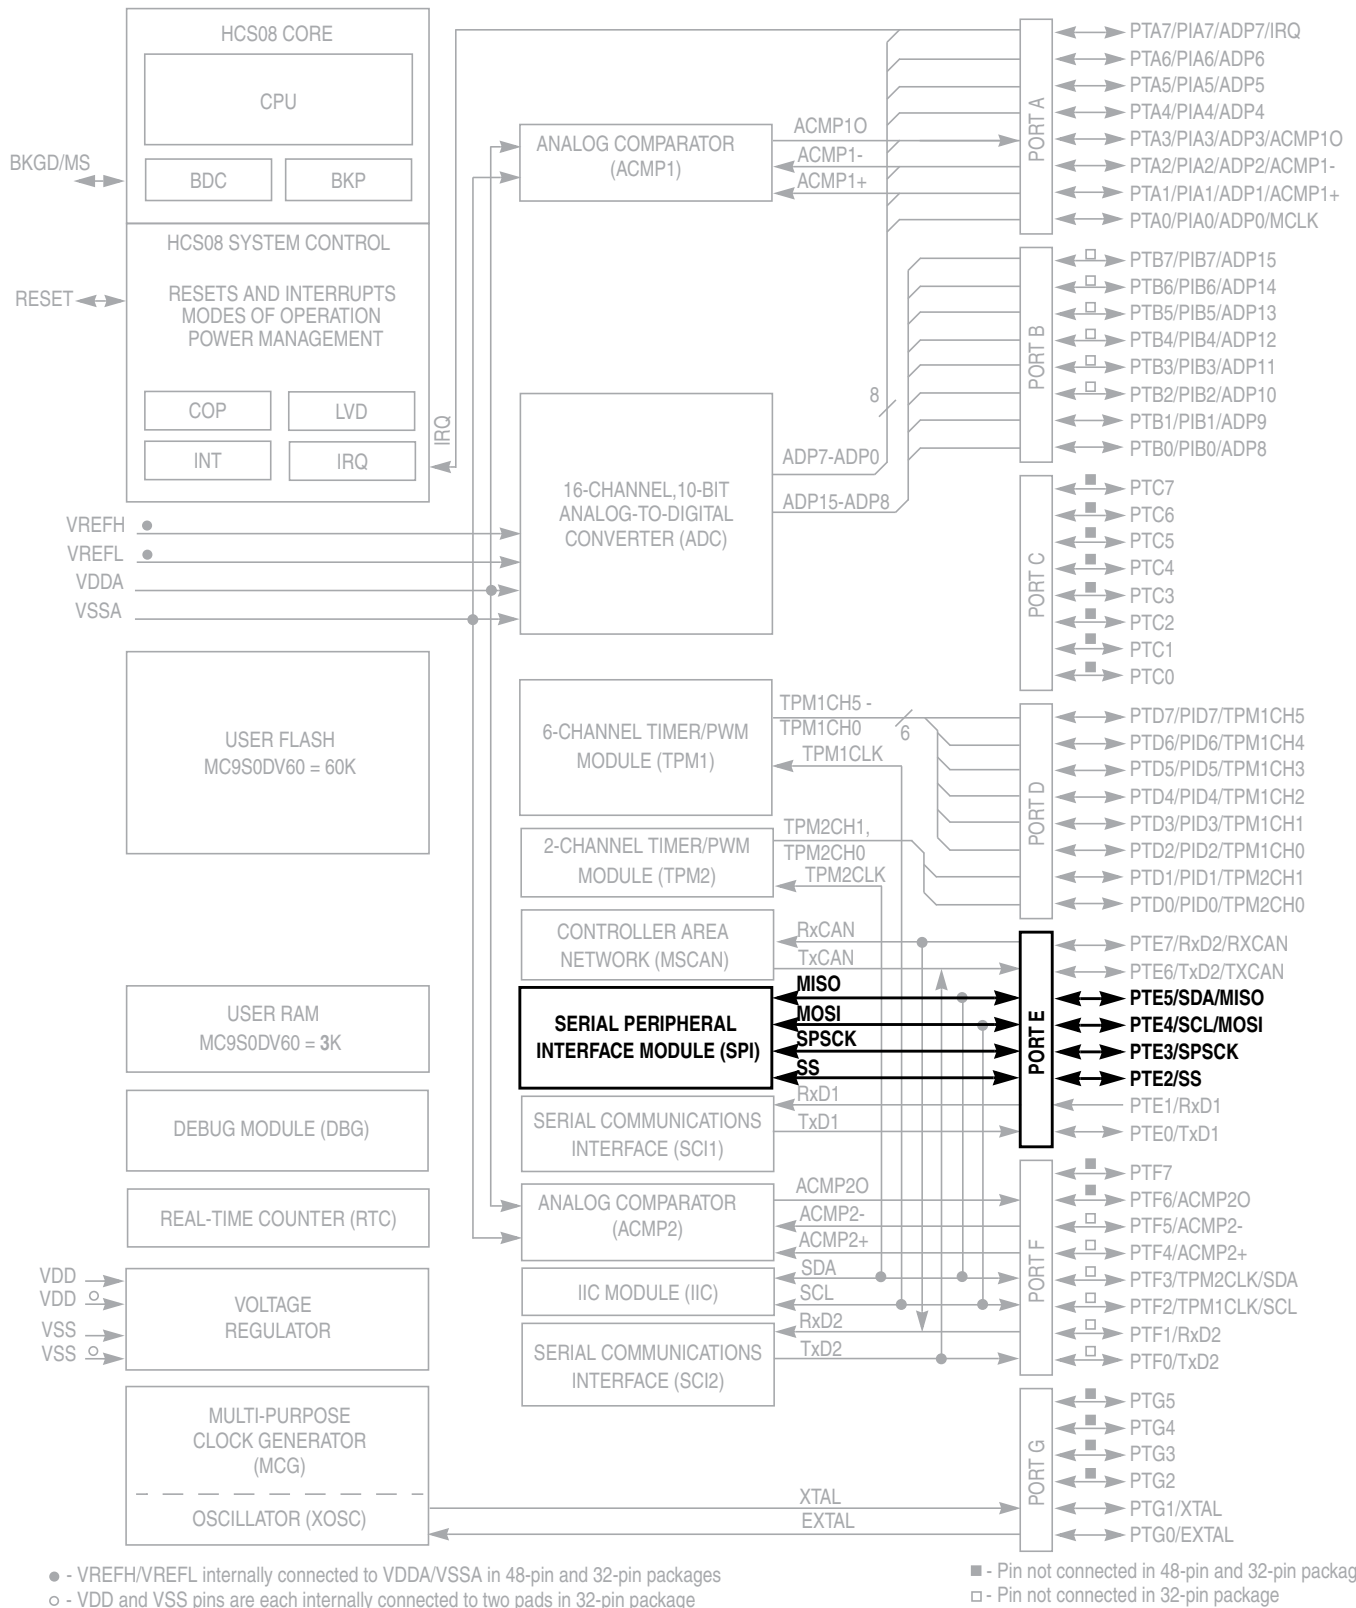 HCS08 CORE
CPU
BDC
BKP
BKGD/MS
HCS08 SYSTEM CONTROL
RESETS AND INTERRUPTS
MODES OF OPERATION
POWER MANAGEMENT
RESET
COP
LVD
INT
IRQ
IRQ
VREFH
VREFL
VDDA
VSSA
USER FLASH
MC9S0DV60 = 60K
USER RAM
MC9S0DV60 = 3K
DEBUG MODULE (DBG)
REAL-TIME COUNTER (RTC)
VDD
VDD
VSS
VSS
VOLTAGE
REGULATOR
MULTI-PURPOSE
CLOCK GENERATOR
(MCG)
OSCILLATOR (XOSC)
ANALOG COMPARATOR
(ACMP1)
ACMP1O
ACMP1-
ACMP1+
16-CHANNEL,10-BIT
ANALOG-TO-DIGITAL
CONVERTER (ADC)
8
ADP7-ADP0
ADP15-ADP8
6-CHANNEL TIMER/PWM
MODULE (TPM1)
TPM1CH5 -
TPM1CH0
6
TPM1CLK
2-CHANNEL TIMER/PWM
MODULE (TPM2)
TPM2CH1,
TPM2CH0
TPM2CLK
CONTROLLER AREA
NETWORK (MSCAN)
RxCAN
TxCAN
SERIAL PERIPHERAL
INTERFACE MODULE (SPI)
MISO
MOSI
SPSCK
SS
SERIAL COMMUNICATIONS
INTERFACE (SCI1)
RxD1
TxD1
ANALOG COMPARATOR
(ACMP2)
ACMP2O
ACMP2-
ACMP2+
IIC MODULE (IIC)
SDA
SCL
SERIAL COMMUNICATIONS
INTERFACE (SCI2)
RxD2
TxD2
XTAL
EXTAL
PORT A
PTA7/PIA7/ADP7/IRQ
PTA6/PIA6/ADP6
PTA5/PIA5/ADP5
PTA4/PIA4/ADP4
PTA3/PIA3/ADP3/ACMP1O
PTA2/PIA2/ADP2/ACMP1-
PTA1/PIA1/ADP1/ACMP1+
PTA0/PIA0/ADP0/MCLK
PORT B
PTB7/PIB7/ADP15
PTB6/PIB6/ADP14
PTB5/PIB5/ADP13
PTB4/PIB4/ADP12
PTB3/PIB3/ADP11
PTB2/PIB2/ADP10
PTB1/PIB1/ADP9
PTB0/PIB0/ADP8
PORT C
PTC7
PTC6
PTC5
PTC4
PTC3
PTC2
PTC1
PTC0
PORT D
PTD7/PID7/TPM1CH5
PTD6/PID6/TPM1CH4
PTD5/PID5/TPM1CH3
PTD4/PID4/TPM1CH2
PTD3/PID3/TPM1CH1
PTD2/PID2/TPM1CH0
PTD1/PID1/TPM2CH1
PTD0/PID0/TPM2CH0
PORT E
PTE7/RxD2/RXCAN
PTE6/TxD2/TXCAN
PTE5/SDA/MISO
PTE4/SCL/MOSI
PTE3/SPSCK
PTE2/SS
PTE1/RxD1
PTE0/TxD1
PORT F
PTF7
PTF6/ACMP2O
PTF5/ACMP2-
PTF4/ACMP2+
PTF3/TPM2CLK/SDA
PTF2/TPM1CLK/SCL
PTF1/RxD2
PTF0/TxD2
PORT G
PTG5
PTG4
PTG3
PTG2
PTG1/XTAL
PTG0/EXTAL
● - VREFH/VREFL internally connected to VDDA/VSSA in 48-pin and 32-pin packages
○ - VDD and VSS pins are each internally connected to two pads in 32-pin package
■ - Pin not connected in 48-pin and 32-pin packag
□ - Pin not connected in 32-pin package